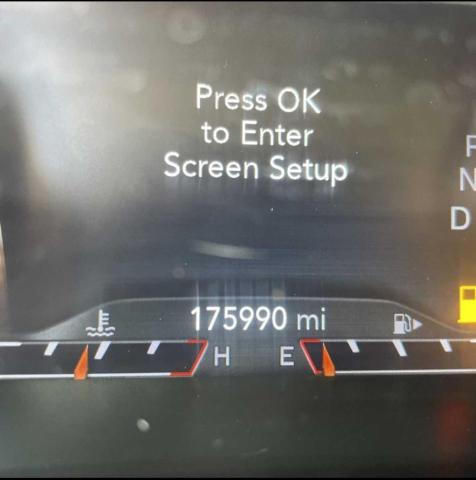 Press OK
to Enter
Screen Setup
P
N
D
175990 mi
H E